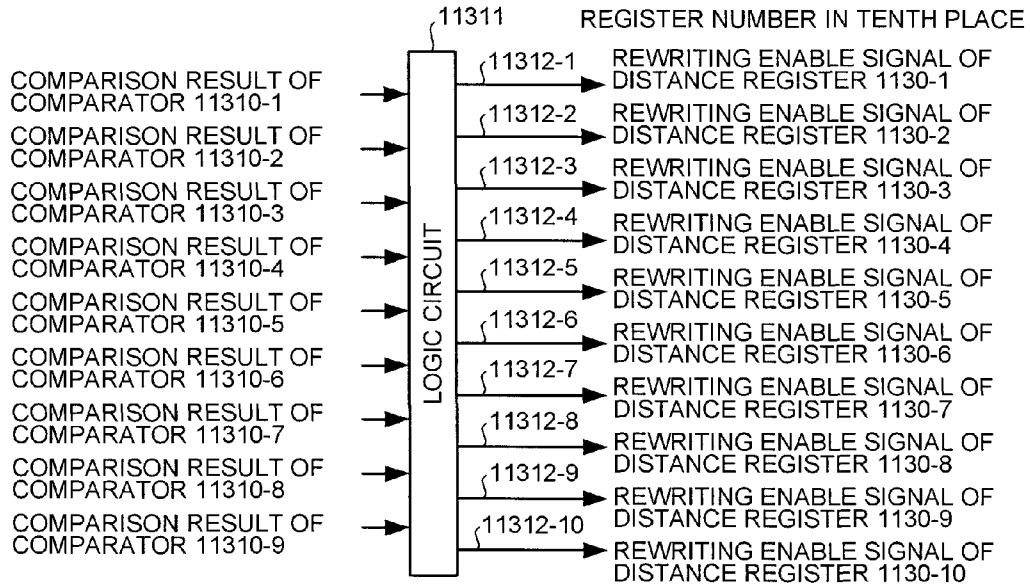 11311
REGISTER NUMBER IN TENTH PLACE
COMPARISON RESULT OF
COMPARATOR 11310-1
COMPARISON RESULT OF
COMPARATOR 11310-2
COMPARISON RESULT OF
COMPARATOR 11310-3
COMPARISON RESULT OF
COMPARATOR 11310-4
COMPARISON RESULT OF
COMPARATOR 11310-5
COMPARISON RESULT OF
COMPARATOR 11310-6
COMPARISON RESULT OF
COMPARATOR 11310-7
COMPARISON RESULT OF
COMPARATOR 11310-8
COMPARISON RESULT OF
COMPARATOR 11310-9
LOGIC CIRCUIT
11312-1
REWRITING ENABLE SIGNAL OF
DISTANCE REGISTER 1130-1
11312-2
REWRITING ENABLE SIGNAL OF
DISTANCE REGISTER 1130-2
11312-3
REWRITING ENABLE SIGNAL OF
DISTANCE REGISTER 1130-3
11312-4
REWRITING ENABLE SIGNAL OF
DISTANCE REGISTER 1130-4
11312-5
REWRITING ENABLE SIGNAL OF
DISTANCE REGISTER 1130-5
11312-6
REWRITING ENABLE SIGNAL OF
DISTANCE REGISTER 1130-6
11312-7
REWRITING ENABLE SIGNAL OF
DISTANCE REGISTER 1130-7
11312-8
REWRITING ENABLE SIGNAL OF
DISTANCE REGISTER 1130-8
11312-9
REWRITING ENABLE SIGNAL OF
DISTANCE REGISTER 1130-9
11312-10
REWRITING ENABLE SIGNAL OF
DISTANCE REGISTER 1130-10